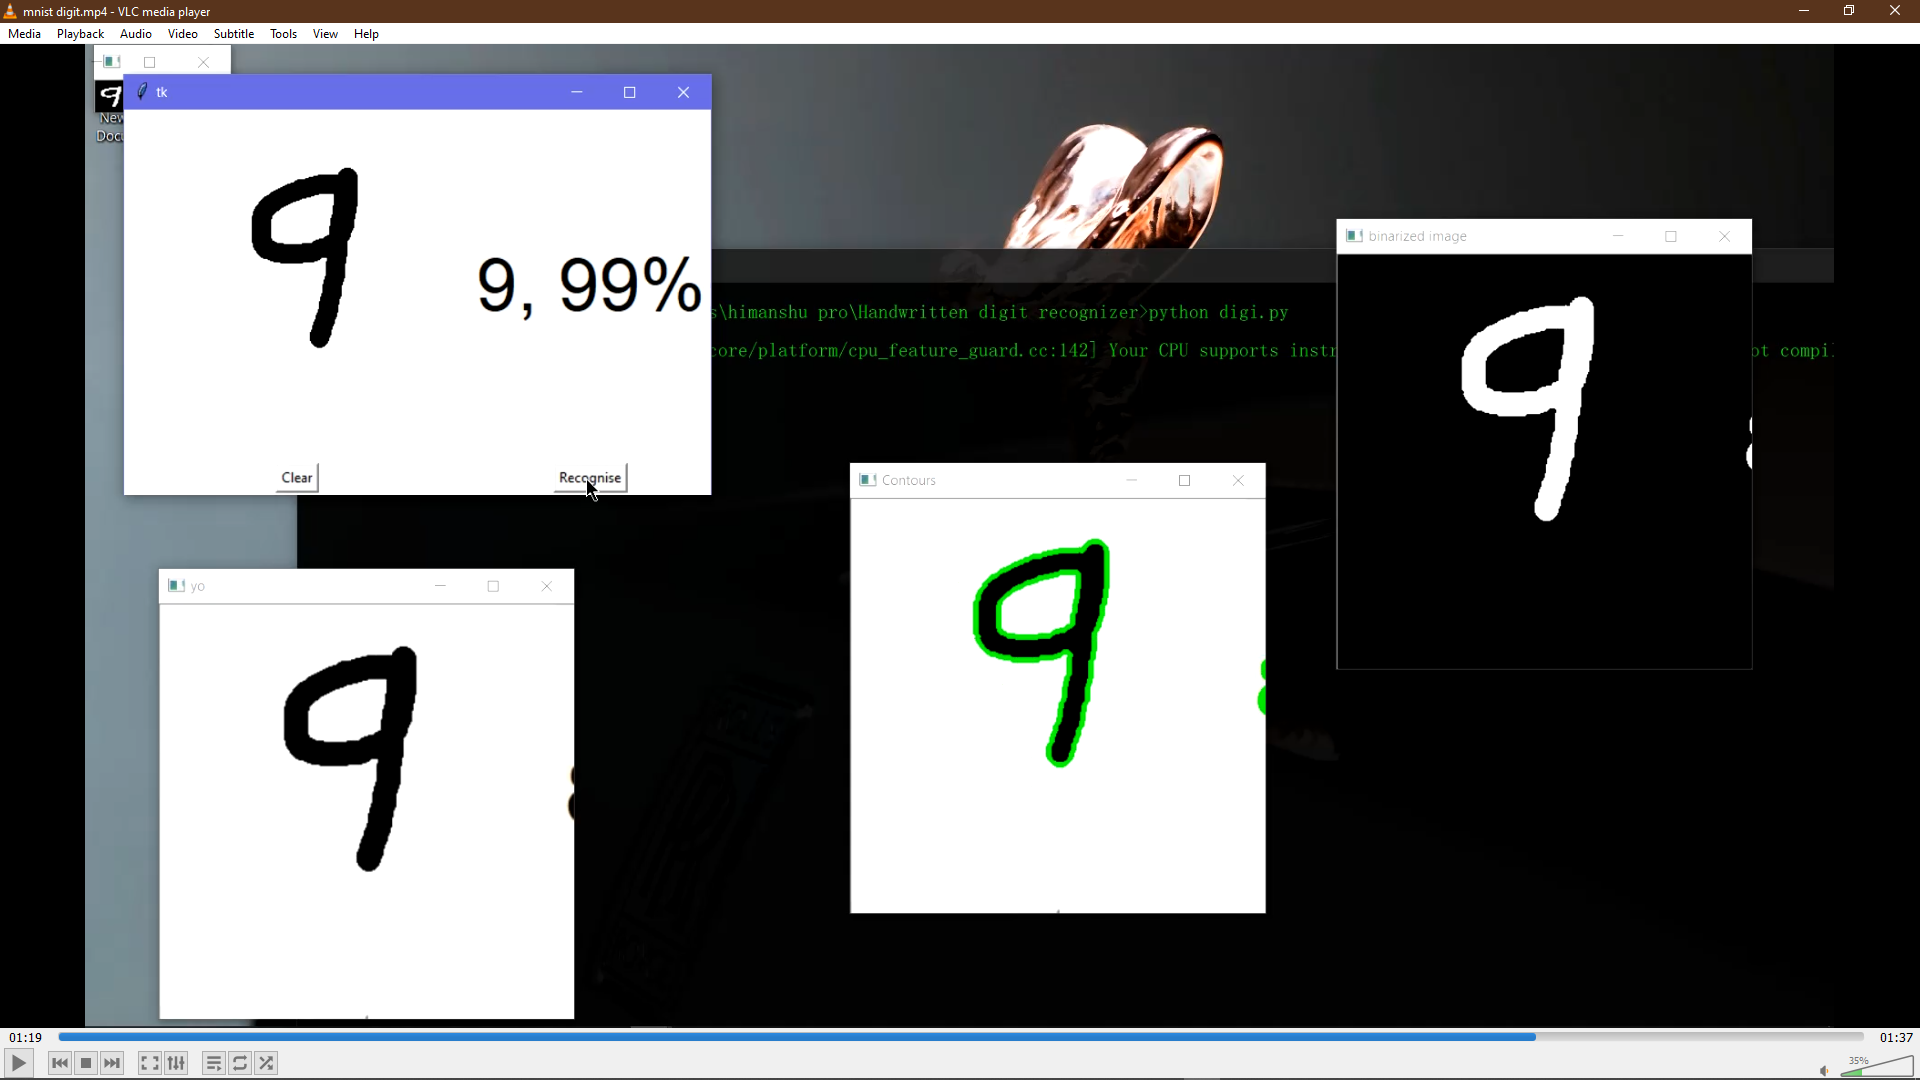 mnist digit.mp4 - VLC media player
Media Playback Audio Video Subtitle Tools View Help
9
New
tk
9
9, 99%
Clear
Recognise
s\himanshu pro\Handwritten digit recognizer>python digi.py
core/platform/cpu_feature_guard.cc:142] Your CPU supports instr
ot compil
binarized image
9
Contours
9
yo
9
01:19
01:37
35%